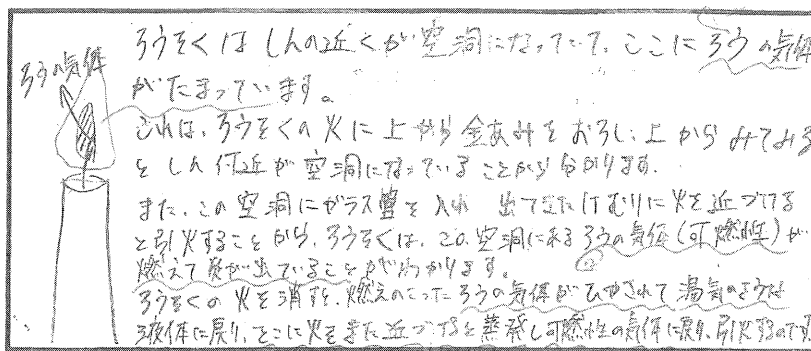 ろうの気体
ろうそくはしんの近くが空洞になっていて、ここにろうの気体
がたまっています。
これは、ろうそくの火に上から金あみをおろし、上からみてみる
としん付近が空洞になっていることから分かります。
また、この空洞にガラス管を入れ 出てきたけむりに火を近づける
と引火することから、ろうそくは、この空洞にあるろうの気体(可燃性)が
燃えて炎が出ていることがわかります。
ろうそくの火を消すと、燃えのこったろうの気体がひやされて湯気のような
液体に戻り、そこに火をまた近づけると蒸発し可燃性の気体に戻り、引火するのです